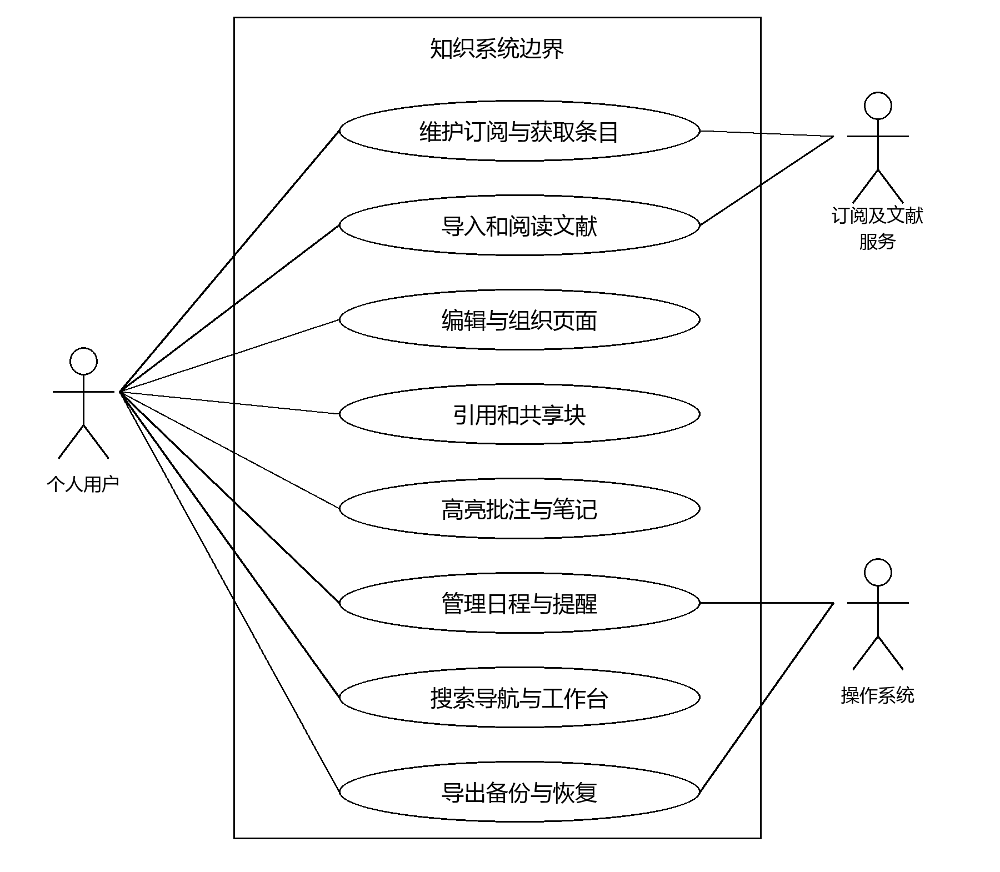 知织系统边界
维护订阅与获取条目
导入和阅读文献
订阅及文献
服务
编辑与组织页面
引用和共享块
个人用户
高亮批注与笔记
管理日程与提醒
搜索导航与工作台
操作系统
导出备份与恢复